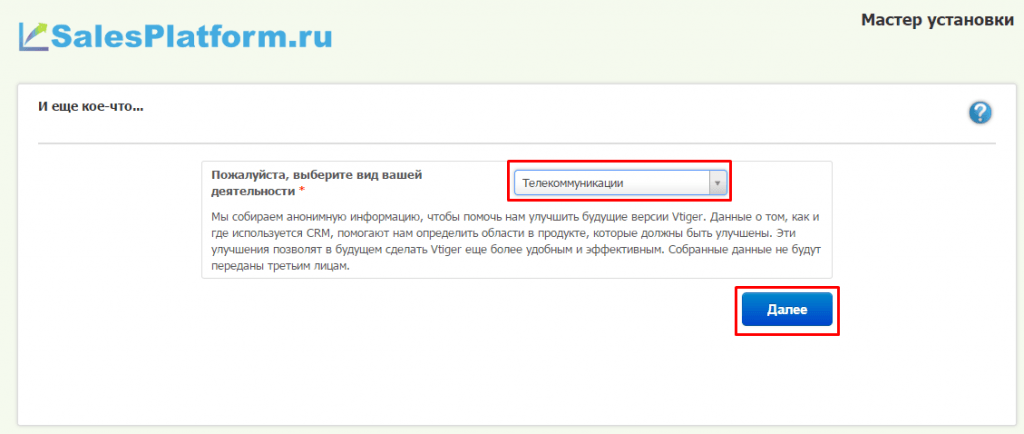 SalesPlatform.ru
Мастер установки
И еще кое-что...
?
Пожалуйста, выберите вид вашей
деятельности *
Телекоммуникации
Мы собираем анонимную информацию, чтобы помочь нам улучшить будущие версии Vtiger. Данные о том, как и
где используется CRM, помогают нам определить области в продукте, которые должны быть улучшены. Эти
улучшения позволят в будущем сделать Vtiger еще более удобным и эффективным. Собранные данные не будут
переданы третьим лицам.
Далее